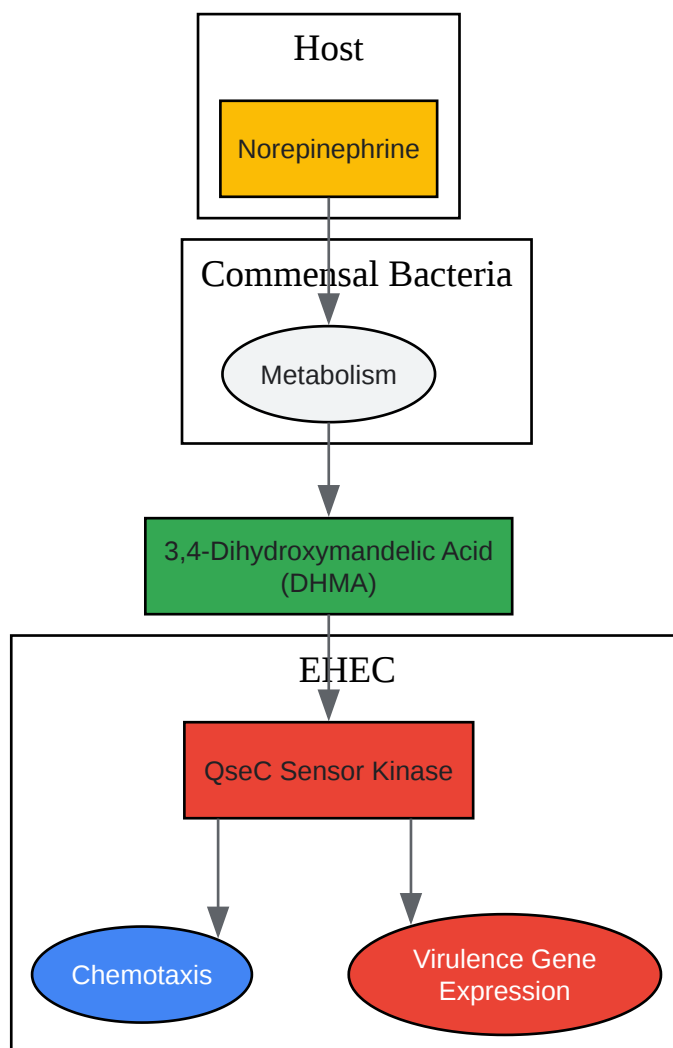 Host
Norepinephrine
Commensal Bacteria
Metabolism
3,4-Dihydroxymandelic Acid
(DHMA)
EHEC
QseC Sensor Kinase
Chemotaxis
Virulence Gene
Expression